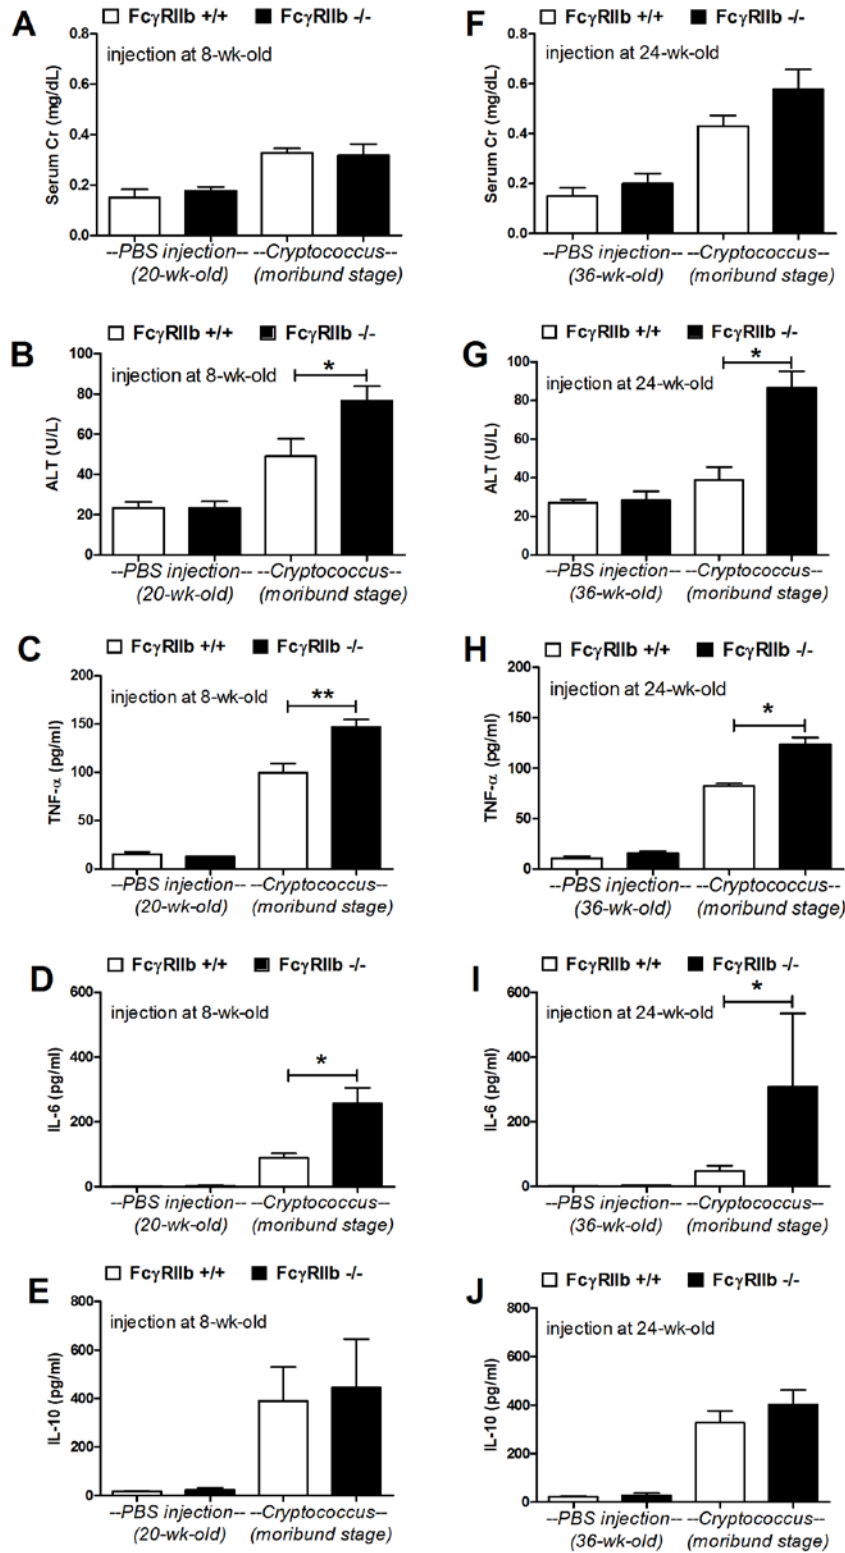 A
FcγRIIb +/+ FcγRIIb -/-
injection at 8-wk-old
Serum Cr (mg/dL)
0.8
0.6
0.4
0.2
0.0
--PBS injection-- --Cryptococcus--
(20-wk-old) (moribund stage)
F
FcγRIIb +/+ FcγRIIb -/-
injection at 24-wk-old
Serum Cr (mg/dL)
0.8
0.6
0.4
0.2
0.0
--PBS injection-- --Cryptococcus--
(36-wk-old) (moribund stage)
B
FcγRIIb +/+ FcγRIIb -/-
injection at 8-wk-old
*
ALT (U/L)
100
80
60
40
20
0
--PBS injection-- --Cryptococcus--
(20-wk-old) (moribund stage)
G
FcγRIIb +/+ FcγRIIb -/-
injection at 24-wk-old
*
ALT (U/L)
100
80
60
40
20
0
--PBS injection-- --Cryptococcus--
(36-wk-old) (moribund stage)
C
FcγRIIb +/+ FcγRIIb -/-
injection at 8-wk-old
**
TNF-α (pg/ml)
200
150
100
50
0
--PBS injection-- --Cryptococcus--
(20-wk-old) (moribund stage)
H
FcγRIIb +/+ FcγRIIb -/-
injection at 24-wk-old
*
TNF-α (pg/ml)
200
150
100
50
0
--PBS injection-- --Cryptococcus--
(36-wk-old) (moribund stage)
D
FcγRIIb +/+ FcγRIIb -/-
injection at 8-wk-old
*
IL-6 (pg/ml)
600
400
200
0
--PBS injection-- --Cryptococcus--
(20-wk-old) (moribund stage)
I
FcγRIIb +/+ FcγRIIb -/-
injection at 24-wk-old
*
IL-6 (pg/ml)
600
400
200
0
--PBS injection-- --Cryptococcus--
(36-wk-old) (moribund stage)
E
FcγRIIb +/+ FcγRIIb -/-
injection at 8-wk-old
IL-10 (pg/ml)
800
600
400
200
0
--PBS injection-- --Cryptococcus--
(20-wk-old) (moribund stage)
J
FcγRIIb +/+ FcγRIIb -/-
injection at 24-wk-old
IL-10 (pg/ml)
800
600
400
200
0
--PBS injection-- --Cryptococcus--
(36-wk-old) (moribund stage)